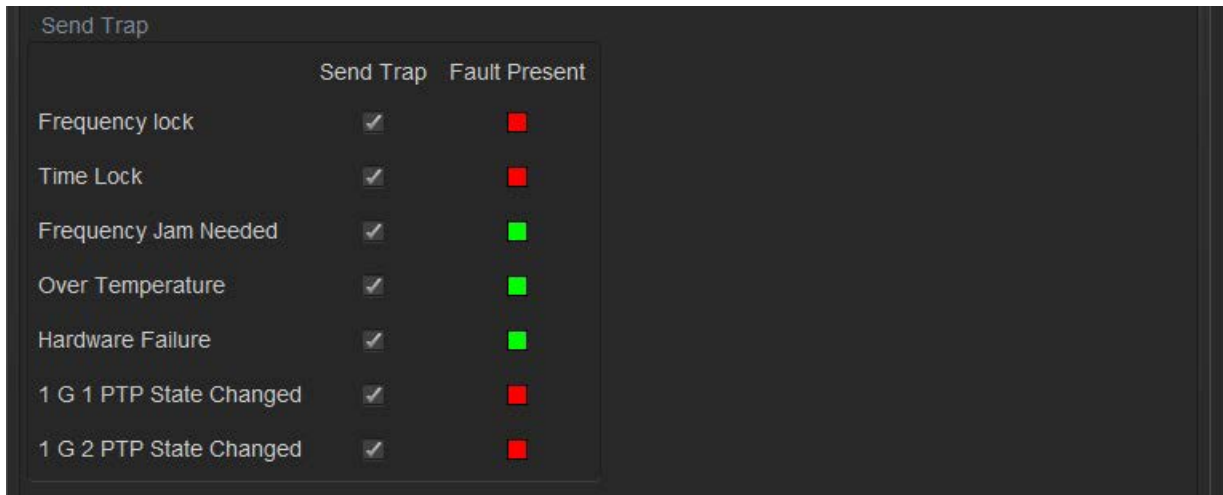 Send Trap
Send Trap Fault Present
Frequency lock
Time Lock
Frequency Jam Needed
Over Temperature
Hardware Failure
1 G 1 PTP State Changed
1 G 2 PTP State Changed